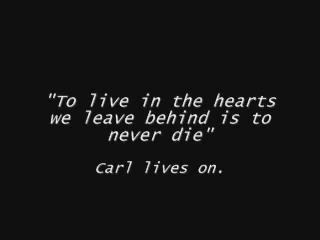 "To live in the hearts
we leave behind is to
never die"
Carl lives on.